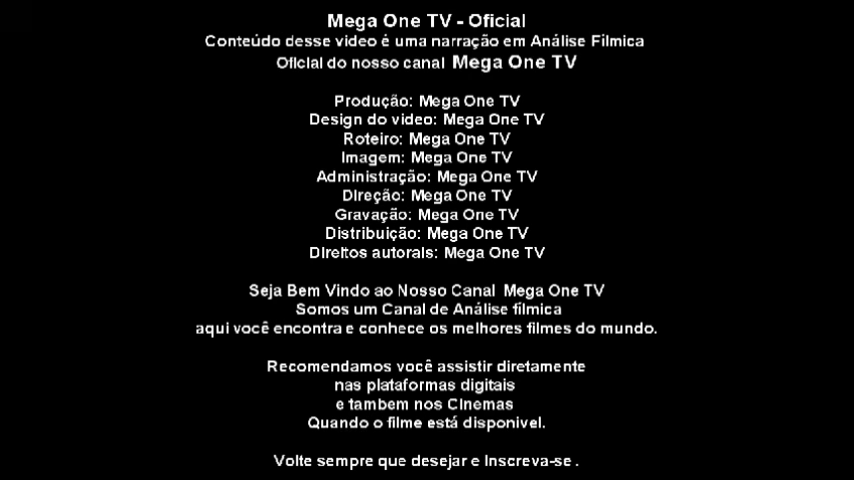 Mega One TV - Oficial
Conteúdo desse video é uma narração em Análise Fílmica
Oficial do nosso canal Mega One TV
Produção: Mega One TV
Design do video: Mega One TV
Roteiro: Mega One TV
Imagem: Mega One TV
Administração: Mega One TV
Direção: Mega One TV
Gravação: Mega One TV
Distribuição: Mega One TV
Direitos autorais: Mega One TV
Seja Bem Vindo ao Nosso Canal Mega One TV
Somos um Canal de Análise fílmica
aqui você encontra e conhece os melhores filmes do mundo.
Recomendamos você assistir diretamente
nas plataformas digitais
e tambem nos Cinemas
Quando o filme está disponivel.
Volte sempre que desejar e Inscreva-se .